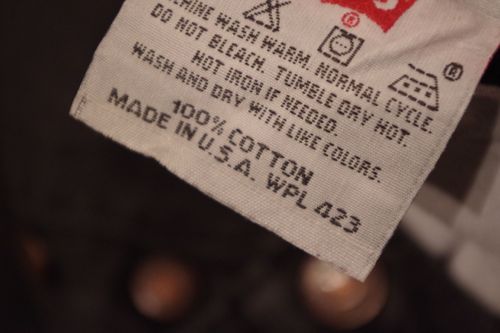 MACHINE WASH WARM. NORMAL CYCLE.
DO NOT BLEACH. TUMBLE DRY HOT.
HOT IRON IF NEEDED.
WASH AND DRY WITH LIKE COLORS.
100% COTTON
MADE IN U.S.A. WPL 423